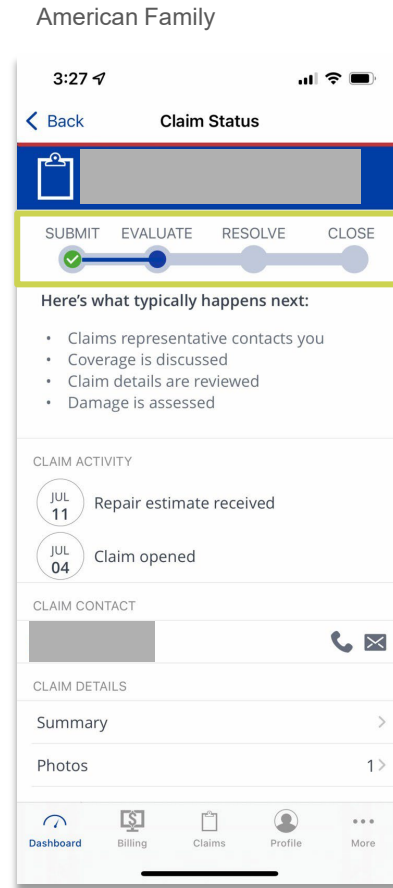 American Family
3:27
Back
Claim Status
SUBMIT EVALUATE RESOLVE CLOSE
Here's what typically happens next:
• Claims representative contacts you
• Coverage is discussed
• Claim details are reviewed
• Damage is assessed
CLAIM ACTIVITY
JUL
11
Repair estimate received
JUL
04
Claim opened
CLAIM CONTACT
CLAIM DETAILS
Summary
Photos 1
Dashboard Billing Claims Profile More